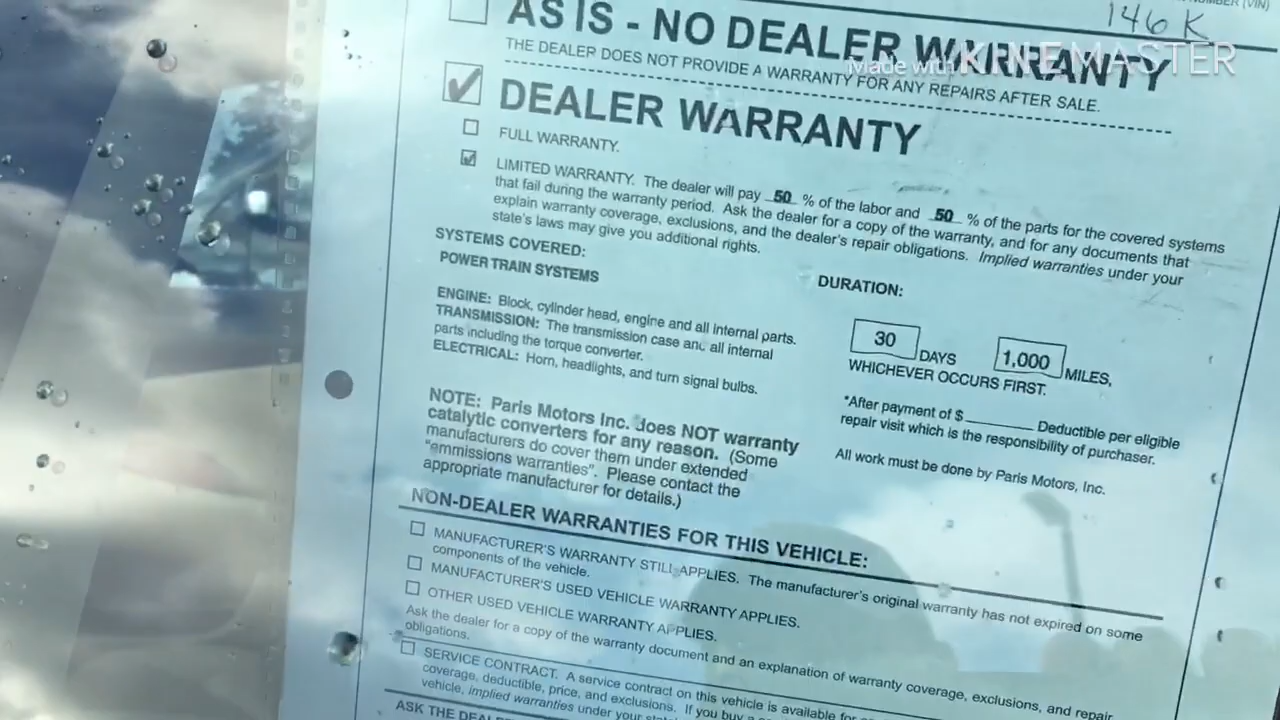 NUMBER (VIN)
146 K
AS IS - NO DEALER WARRANTY
THE DEALER DOES NOT PROVIDE A WARRANTY FOR ANY REPAIRS AFTER SALE.
Made with KINEMASTER
DEALER WARRANTY
FULL WARRANTY.
LIMITED WARRANTY. The dealer will pay 50 % of the labor and 50 % of the parts for the covered systems
that fail during the warranty period. Ask the dealer for a copy of the warranty, and for any documents that
explain warranty coverage, exclusions, and the dealer's repair obligations. Implied warranties under your
state's laws may give you additional rights.
SYSTEMS COVERED:
POWER TRAIN SYSTEMS
ENGINE: Block, cylinder head, engine and all internal parts.
TRANSMISSION: The transmission case and all internal
parts including the torque converter.
ELECTRICAL: Horn, headlights, and turn signal bulbs.
NOTE: Paris Motors Inc. does NOT warranty
catalytic converters for any reason. (Some
manufacturers do cover them under extended
"emmissions warranties". Please contact the
appropriate manufacturer for details.)
DURATION:
30 DAYS 1,000 MILES,
WHICHEVER OCCURS FIRST.
*After payment of $ Deductible per eligible
repair visit which is the responsibility of purchaser.
All work must be done by Paris Motors, Inc.
NON-DEALER WARRANTIES FOR THIS VEHICLE:
MANUFACTURER'S WARRANTY STILL APPLIES. The manufacturer's original warranty has not expired on some
components of the vehicle.
MANUFACTURER'S USED VEHICLE WARRANTY APPLIES.
OTHER USED VEHICLE WARRANTY APPLIES.
Ask the dealer for a copy of the warranty document and an explanation of warranty coverage, exclusions, and repair
obligations.
SERVICE CONTRACT. A service contract on this vehicle is available for
coverage, deductible, price, and exclusions. If you buy a
vehicle, implied warranties under your
ASK THE DEALER